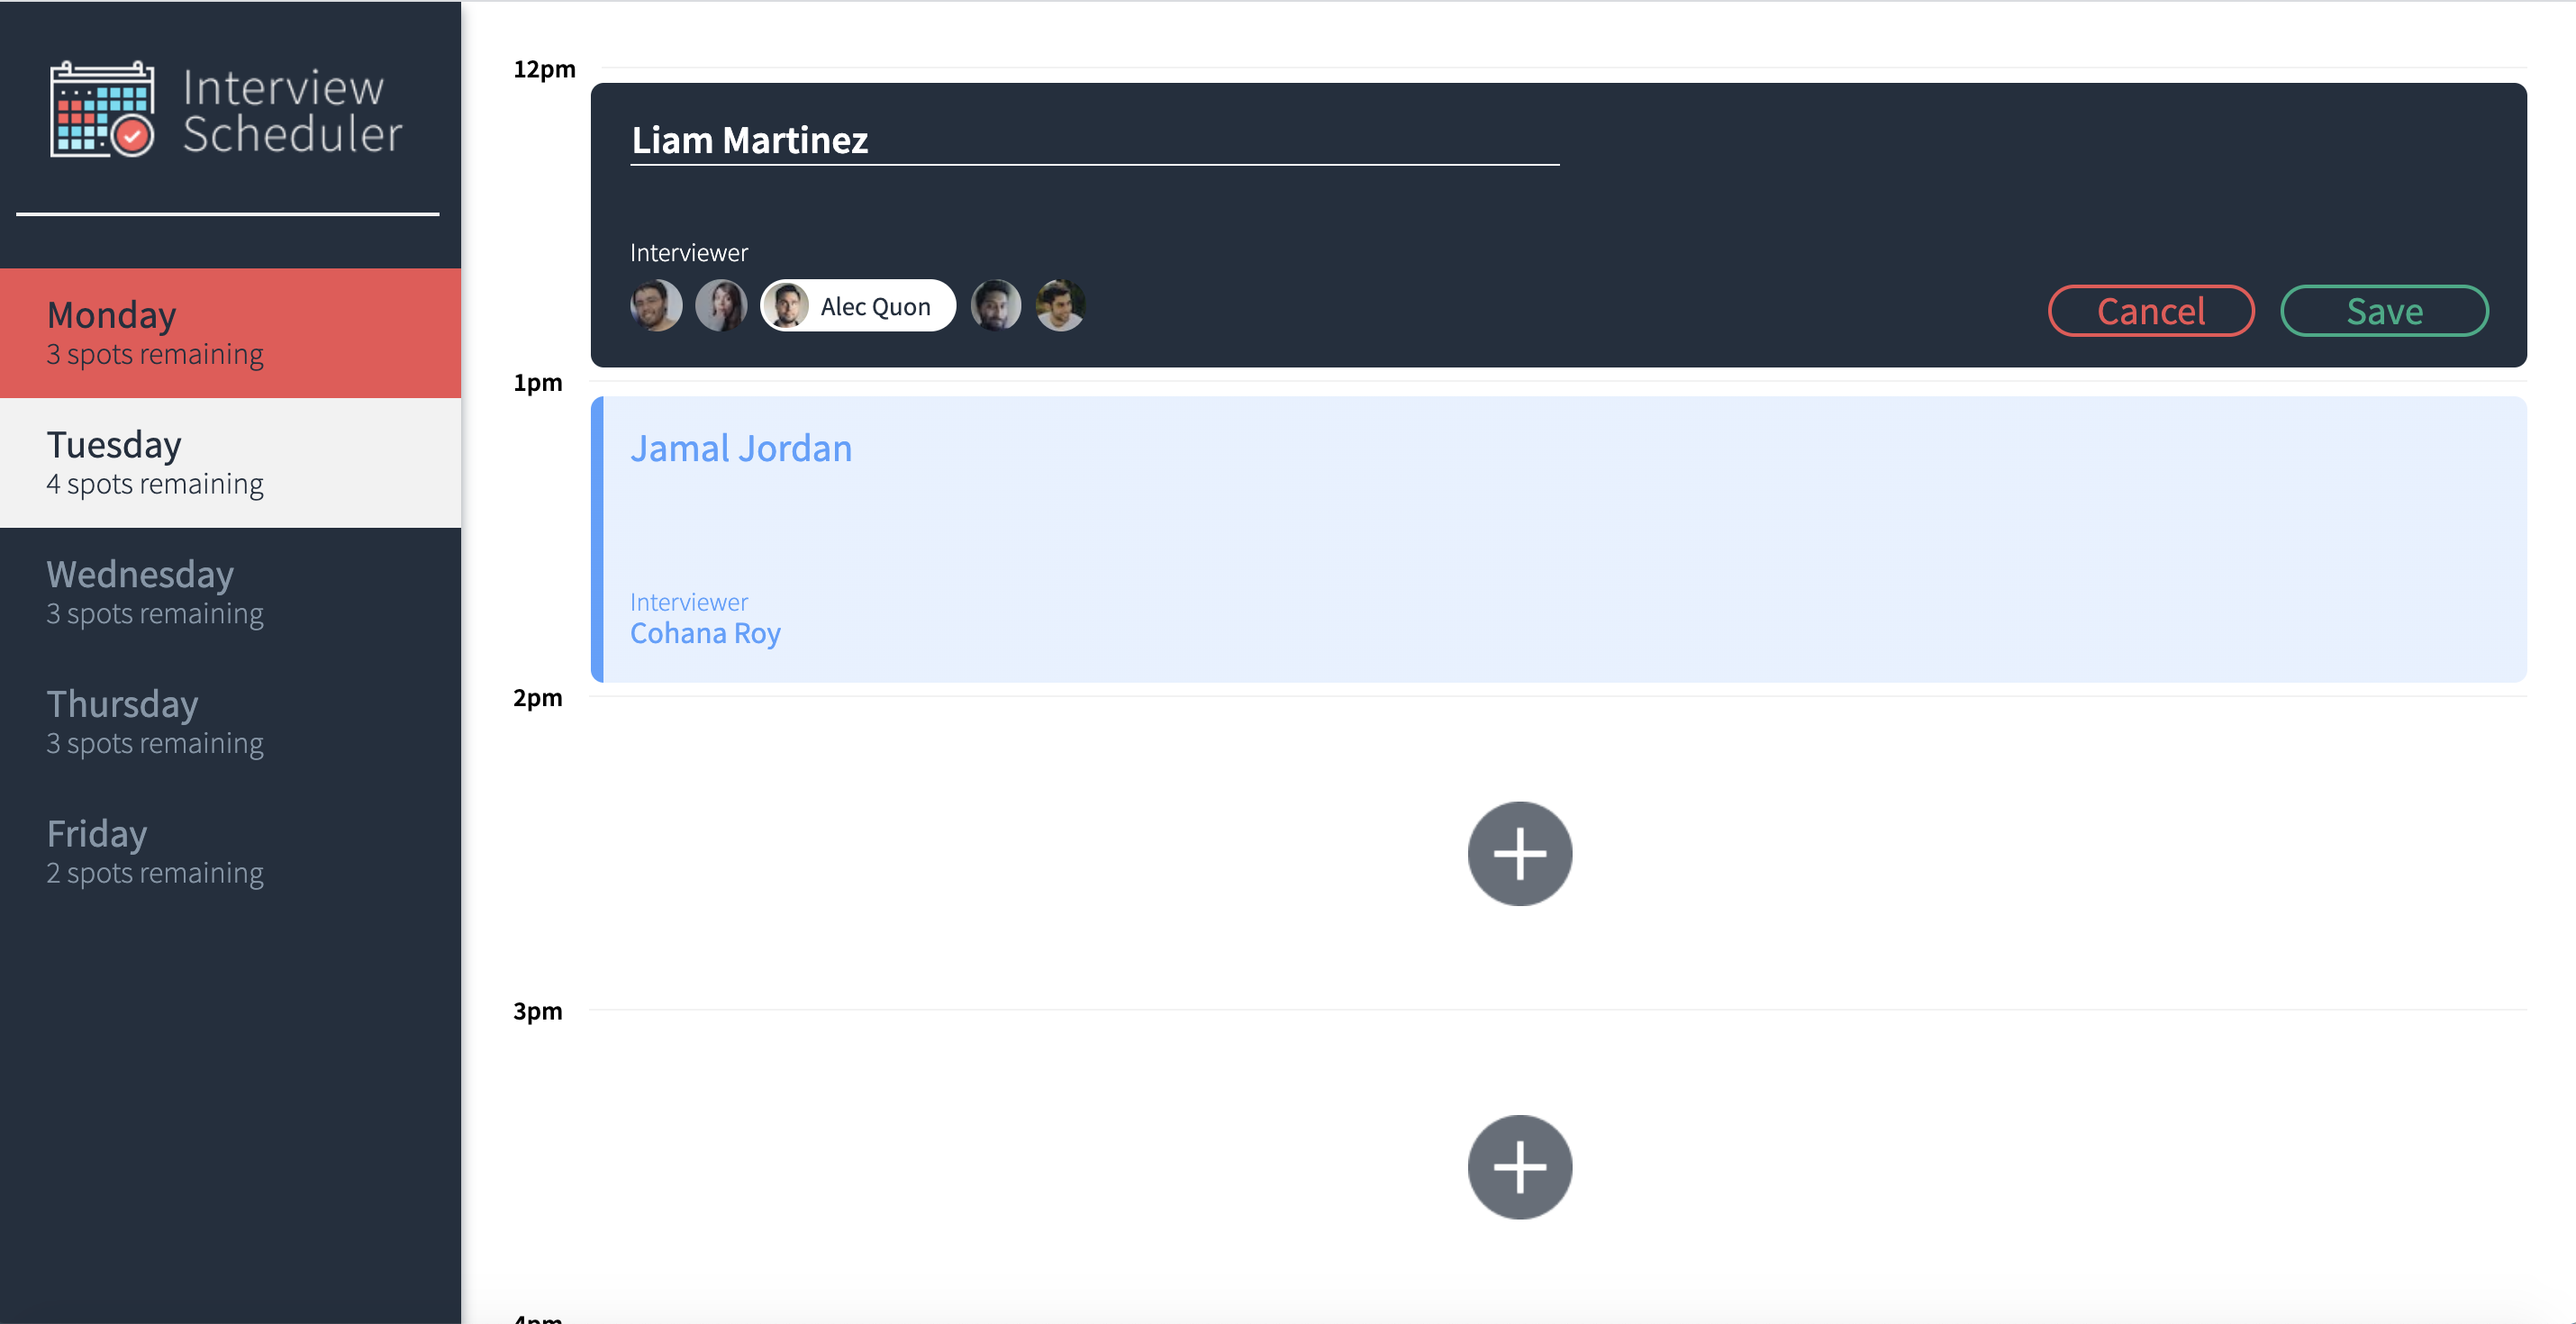 Interview
Scheduler
Monday
3 spots remaining
Tuesday
4 spots remaining
Wednesday
3 spots remaining
Thursday
3 spots remaining
Friday
2 spots remaining
12pm
Liam Martinez
Interviewer
Alec Quon
Cancel
Save
1pm
Jamal Jordan
Interviewer
Cohana Roy
2pm
3pm
4pm